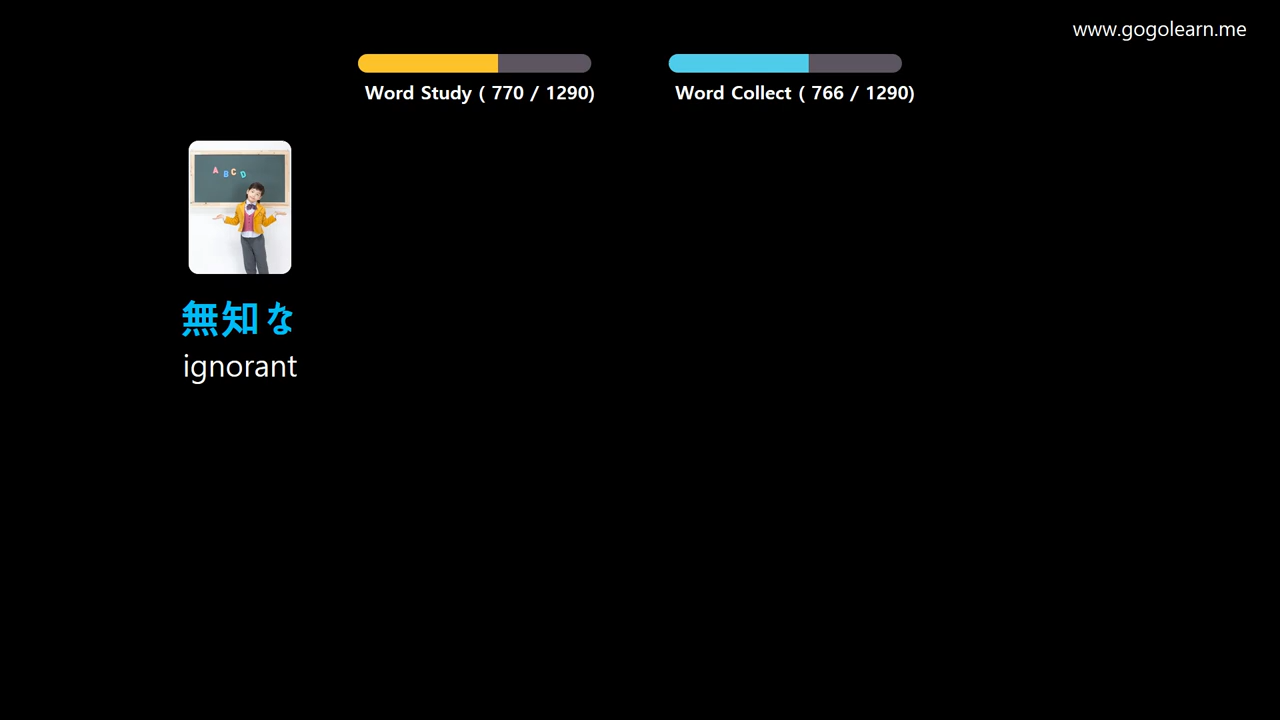 www.gogolearn.me
Word Study ( 770 / 1290)
Word Collect ( 766 / 1290)
A B C D
無知な
ignorant